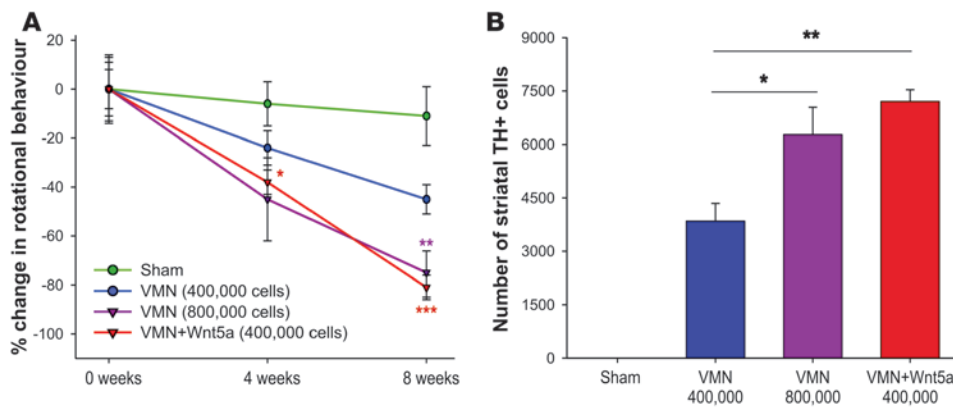 A
% change in rotational behaviour
20
0
-20
-40
-60
-80
-100
*
**
***
Sham
VMN (400,000 cells)
VMN (800,000 cells)
VMN+Wnt5a (400,000 cells)
0 weeks
4 weeks
8 weeks
B
Number of striatal TH+ cells
9000
7500
6000
4500
3000
1500
0
**
*
Sham
VMN
400,000
VMN
800,000
VMN+Wnt5a
400,000